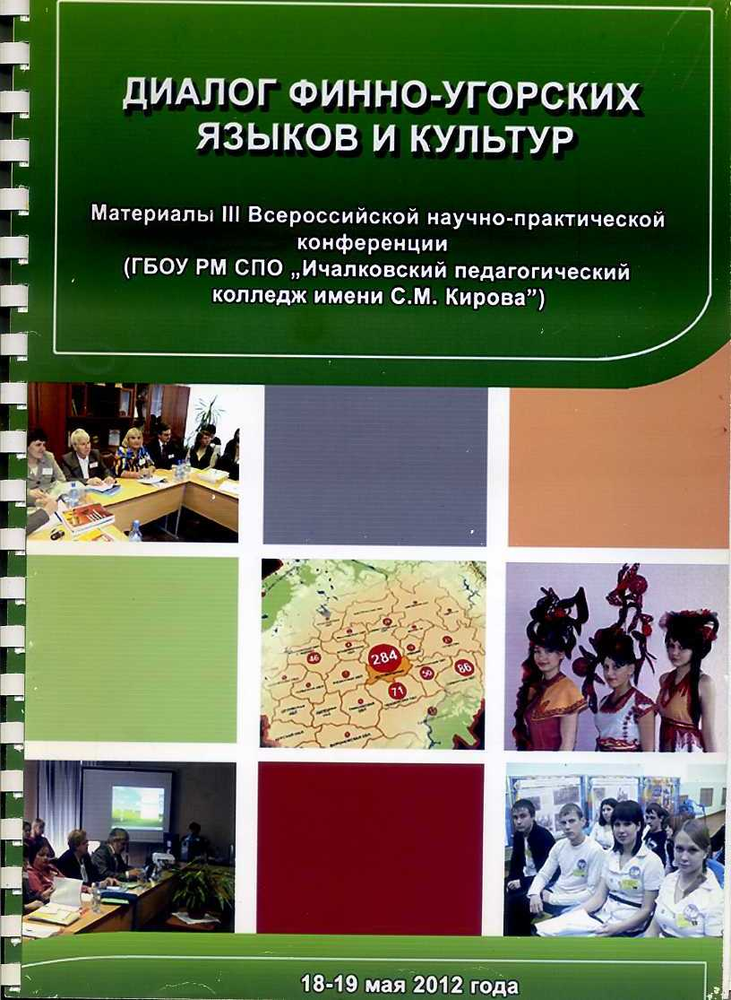 ДИАЛОГ ФИННО-УГОРСКИХ
ЯЗЫКОВ И КУЛЬТУР
Материалы III Всероссийской научно-практической
конференции
(ГБОУ РМ СПО „Ичалковский педагогический
колледж имени С.М. Кирова”)
46
284
50
86
71
18-19 мая 2012 года